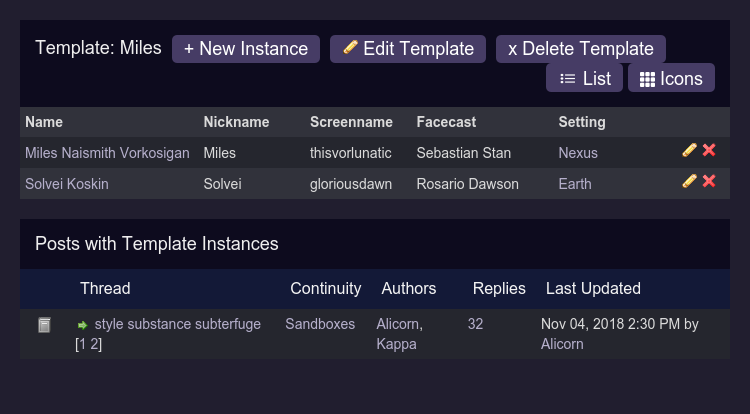 Template: Miles + New Instance Edit Template x Delete Template
List Icons
Name Nickname Screenname Facecast Setting
Miles Naismith Vorkosigan Miles thisvorlunatic Sebastian Stan Nexus
Solvei Koskin Solvei gloriousdawn Rosario Dawson Earth
Posts with Template Instances
Thread Continuity Authors Replies Last Updated
style substance subterfuge Sandboxes Alicorn, 32 Nov 04, 2018 2:30 PM by
[1 2] Kappa Alicorn